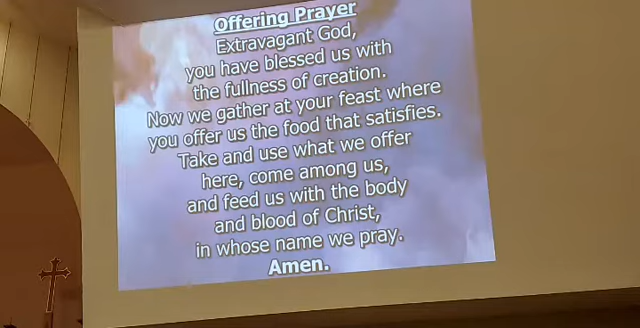 Offering Prayer
Extravagant God,
you have blessed us with
the fullness of creation.
Now we gather at your feast where
you offer us the food that satisfies.
Take and use what we offer
here, come among us,
and feed us with the body
and blood of Christ,
in whose name we pray.
Amen.